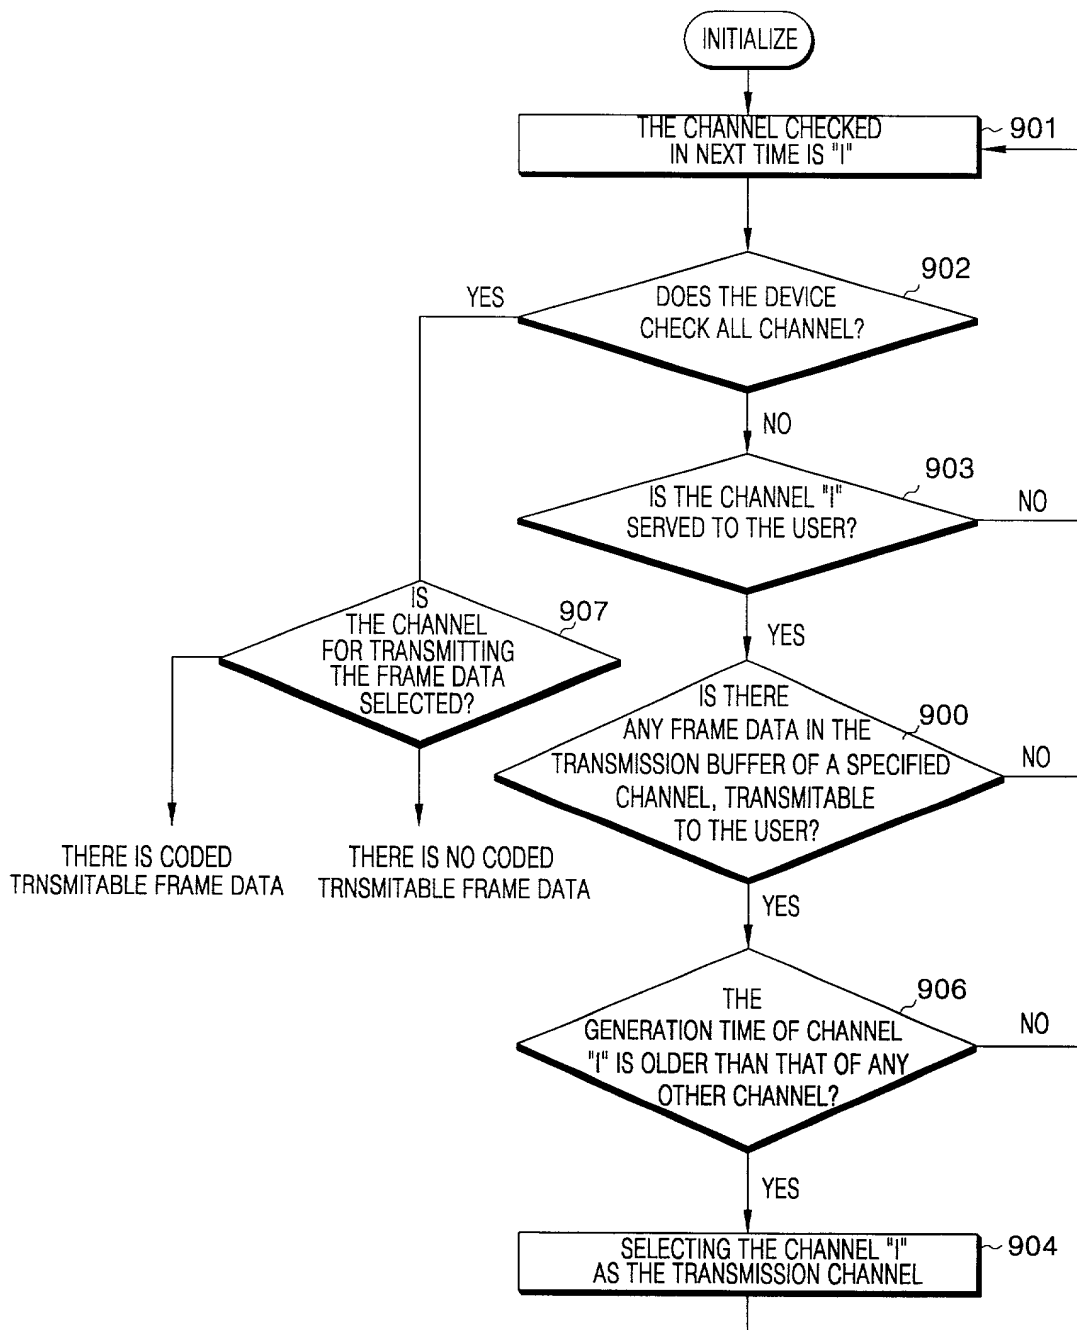 INITIALIZE
THE CHANNEL CHECKED
IN NEXT TIME IS "I"
901
DOES THE DEVICE
CHECK ALL CHANNEL?
902
YES
NO
IS THE CHANNEL "I"
SERVED TO THE USER?
903
NO
YES
IS
THE CHANNEL
FOR TRANSMITTING
THE FRAME DATA
SELECTED?
907
IS THERE
ANY FRAME DATA IN THE
TRANSMISSION BUFFER OF A SPECIFIED
CHANNEL, TRANSMITABLE
TO THE USER?
900
NO
THERE IS CODED
TRNSMITABLE FRAME DATA
THERE IS NO CODED
TRNSMITABLE FRAME DATA
YES
THE
GENERATION TIME OF CHANNEL
"I" IS OLDER THAN THAT OF ANY
OTHER CHANNEL?
906
NO
YES
SELECTING THE CHANNEL "I"
AS THE TRANSMISSION CHANNEL
904